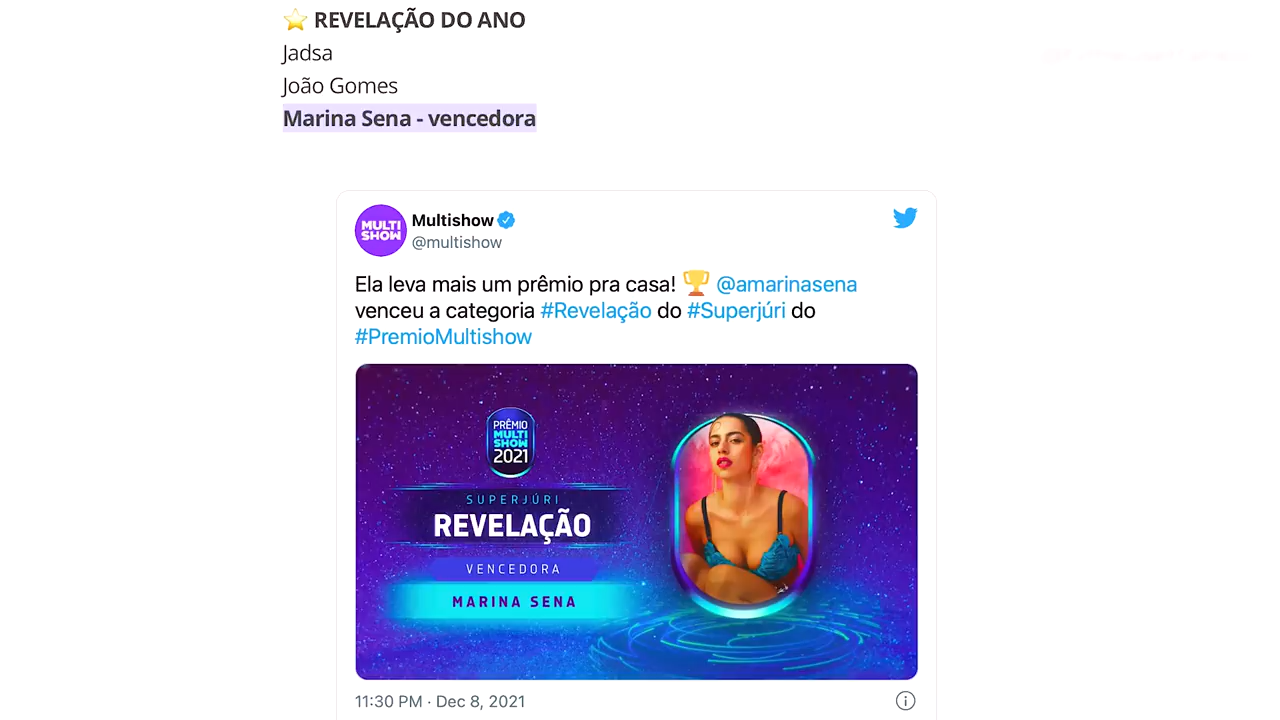 ⭐ REVELAÇÃO DO ANO
Jadsa
João Gomes
Marina Sena - vencedora
MULTI
SHOW
Multishow
@multishow
Ela leva mais um prêmio pra casa! 🏆 @amarinasena
venceu a categoria #Revelação do #Superjúri do
#PremioMultishow
PRÊMIO
MULTI
SHOW
2021
SUPERJÚRI
REVELAÇÃO
VENCEDORA
MARINA SENA
11:30 PM · Dec 8, 2021